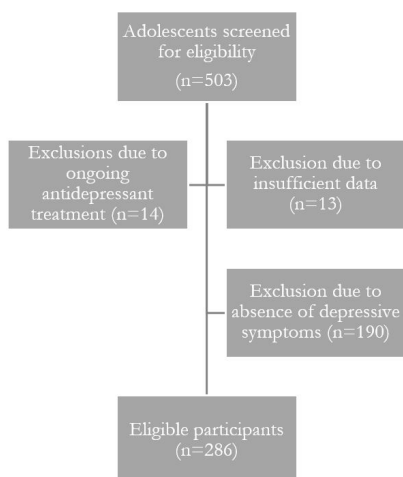 Adolescents screened
for eligibility
(n=503)
Exclusions due to
ongoing
antidepressant
treatment (n=14)
Exclusion due to
insufficient data
(n=13)
Exclusion due to
absence of depressive
symptoms (n=190)
Eligible participants
(n=286)